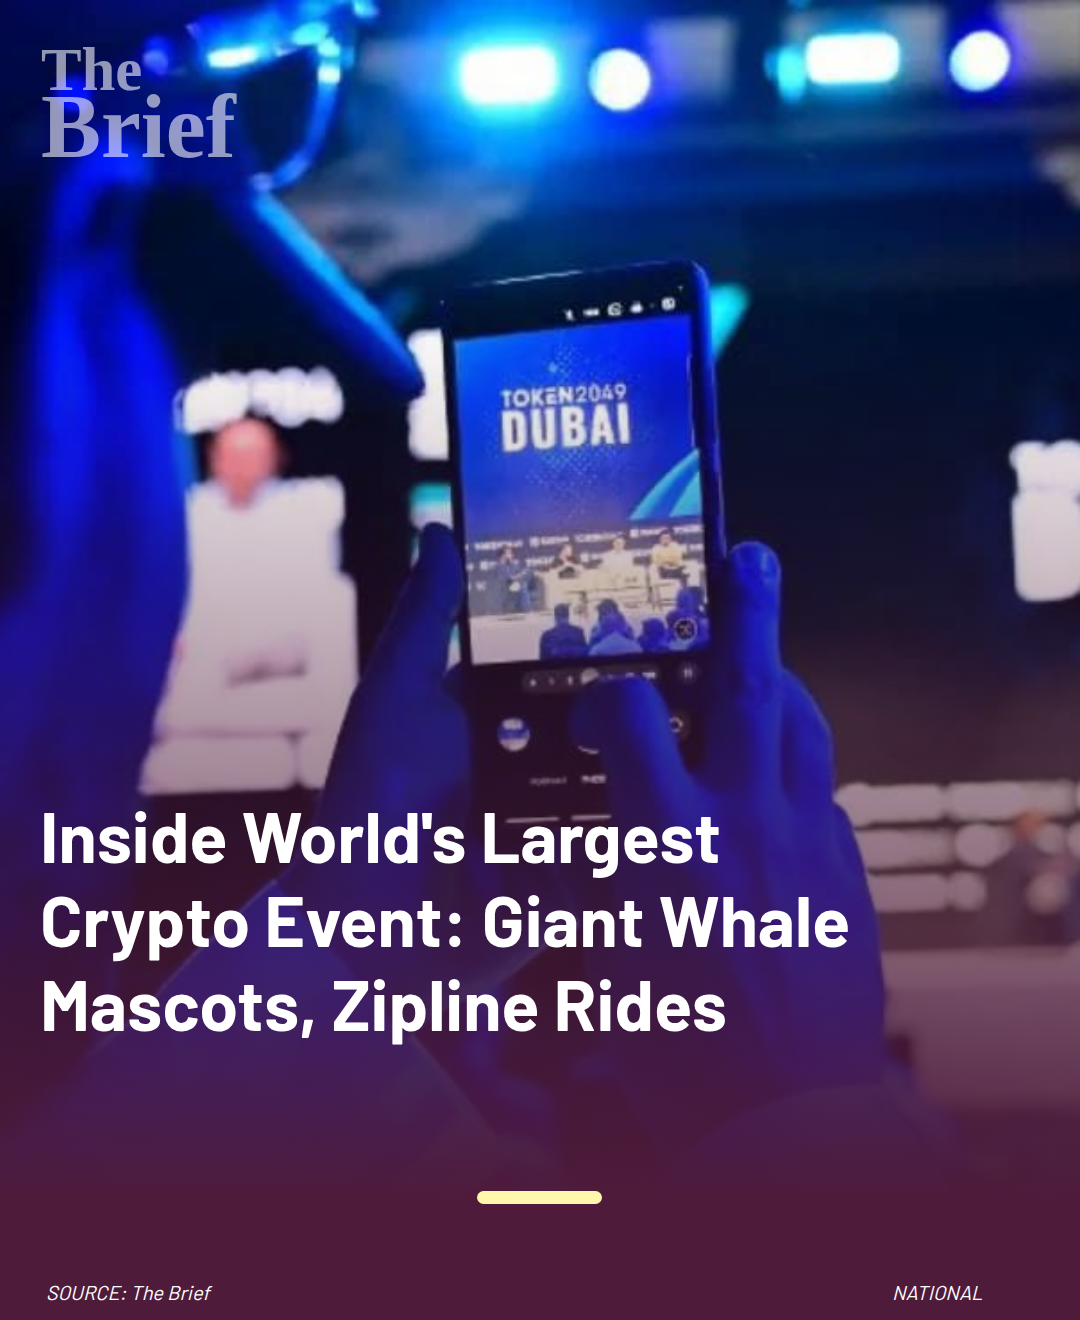 The
Brief
TOKEN2049
DUBAI
Inside World's Largest
Crypto Event: Giant Whale
Mascots, Zipline Rides
SOURCE: The Brief
NATIONAL